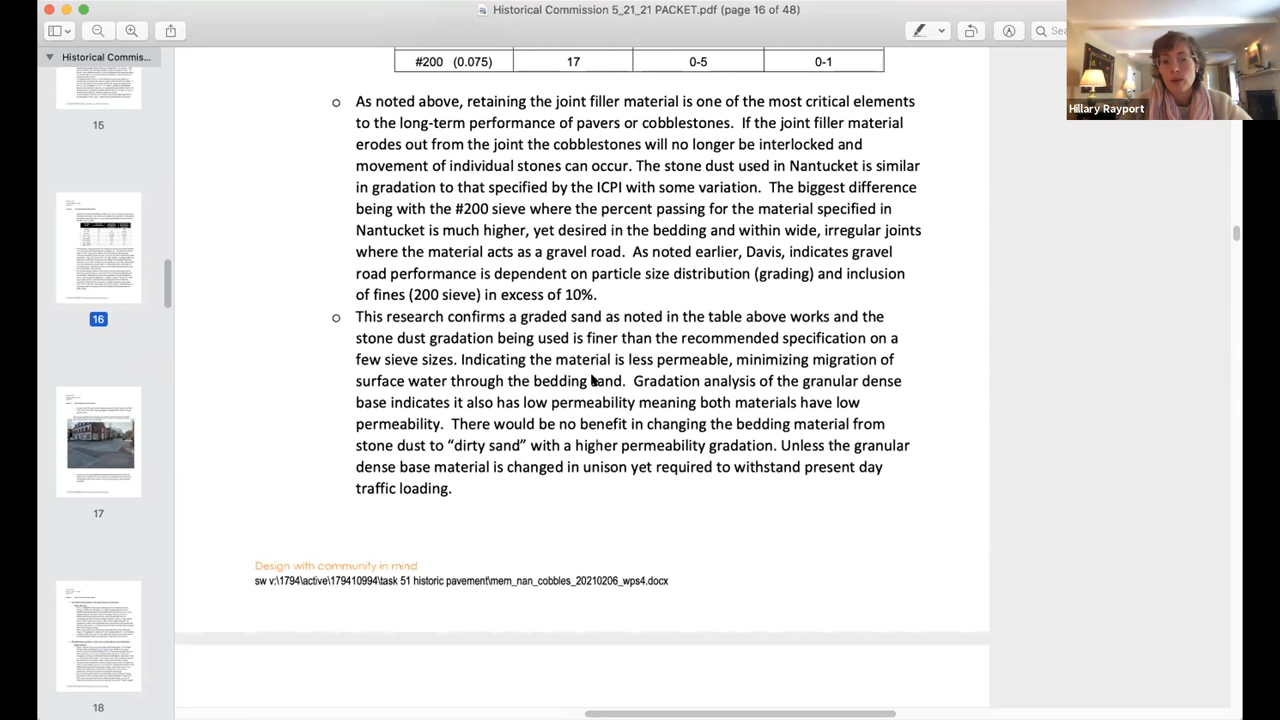 Historical Commission 5_21_21 PACKET.pdf (page 16 of 48)
Historical Commis...
Sea
Hillary Rayport
15
16
17
18
#200 (0.075) 17 0-5 0-1
o As noted above, retaining the joint filler material is one of the most critical elements
to the long-term performance of pavers or cobblestones. If the joint filler material
erodes out from the joint the cobblestones will no longer be interlocked and
movement of individual stones can occur. The stone dust used in Nantucket is similar
in gradation to that specified by the ICPI with some variation. The biggest difference
being with the #200 sieve where the percent passing for the material specified in
Nantucket is much higher, yet desired in the bedding and within wide, irregular joints
where the material acts as a gravel road. As noted earlier, Davis, indicates gravel
road performance is dependent on particle size distribution (grading) and inclusion
of fines (200 sieve) in excess of 10%.
o This research confirms a graded sand as noted in the table above works and the
stone dust gradation being used is finer than the recommended specification on a
few sieve sizes. Indicating the material is less permeable, minimizing migration of
surface water through the bedding sand. Gradation analysis of the granular dense
base indicates it also has low permeability meaning both materials have low
permeability. There would be no benefit in changing the bedding material from
stone dust to “dirty sand” with a higher permeability gradation. Unless the granular
dense base material is changed in unison yet required to withstand present day
traffic loading.
Design with community in mind
sw v:\1794\active\179410994\task 51 historic pavement\mem_nan_cobbles_20210206_wps4.docx